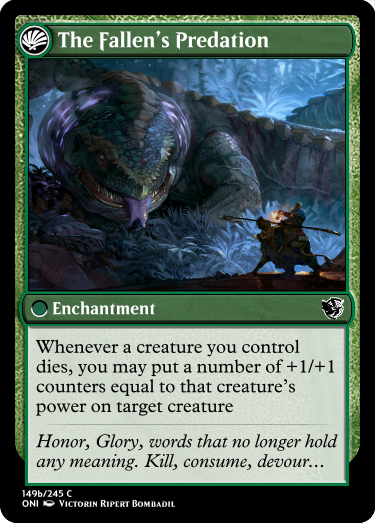 The Fallen's Predation
Enchantment
Whenever a creature you control
dies, you may put a number of +1/+1
counters equal to that creature's
power on target creature
Honor, Glory, words that no longer hold
any meaning. Kill, consume, devour...
149b/245 C
ONI Victorin Ripert Bombadil